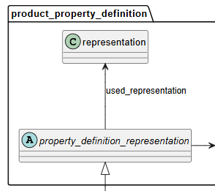 product_property_definition
C representation
used_representation
A property_definition_representation